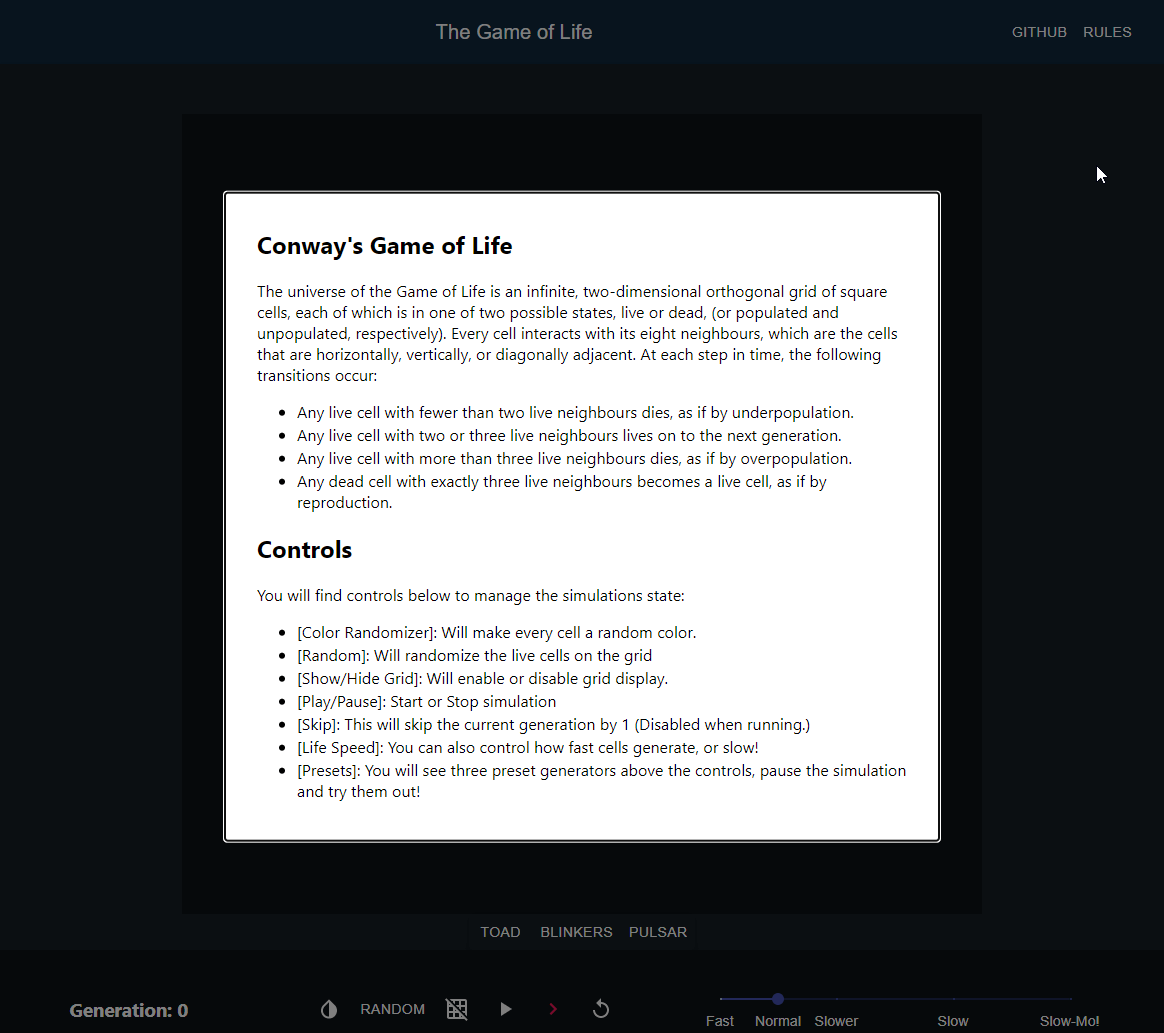 The Game of Life
GITHUB RULES
Conway's Game of Life
The universe of the Game of Life is an infinite, two-dimensional orthogonal grid of square
cells, each of which is in one of two possible states, live or dead, (or populated and
unpopulated, respectively). Every cell interacts with its eight neighbours, which are the cells
that are horizontally, vertically, or diagonally adjacent. At each step in time, the following
transitions occur:
• Any live cell with fewer than two live neighbours dies, as if by underpopulation.
• Any live cell with two or three live neighbours lives on to the next generation.
• Any live cell with more than three live neighbours dies, as if by overpopulation.
• Any dead cell with exactly three live neighbours becomes a live cell, as if by
reproduction.
Controls
You will find controls below to manage the simulations state:
• [Color Randomizer]: Will make every cell a random color.
• [Random]: Will randomize the live cells on the grid
• [Show/Hide Grid]: Will enable or disable grid display.
• [Play/Pause]: Start or Stop simulation
• [Skip]: This will skip the current generation by 1 (Disabled when running.)
• [Life Speed]: You can also control how fast cells generate, or slow!
• [Presets]: You will see three preset generators above the controls, pause the simulation
and try them out!
TOAD BLINKERS PULSAR
Generation: 0
RANDOM
Fast Normal Slower Slow Slow-Mo!